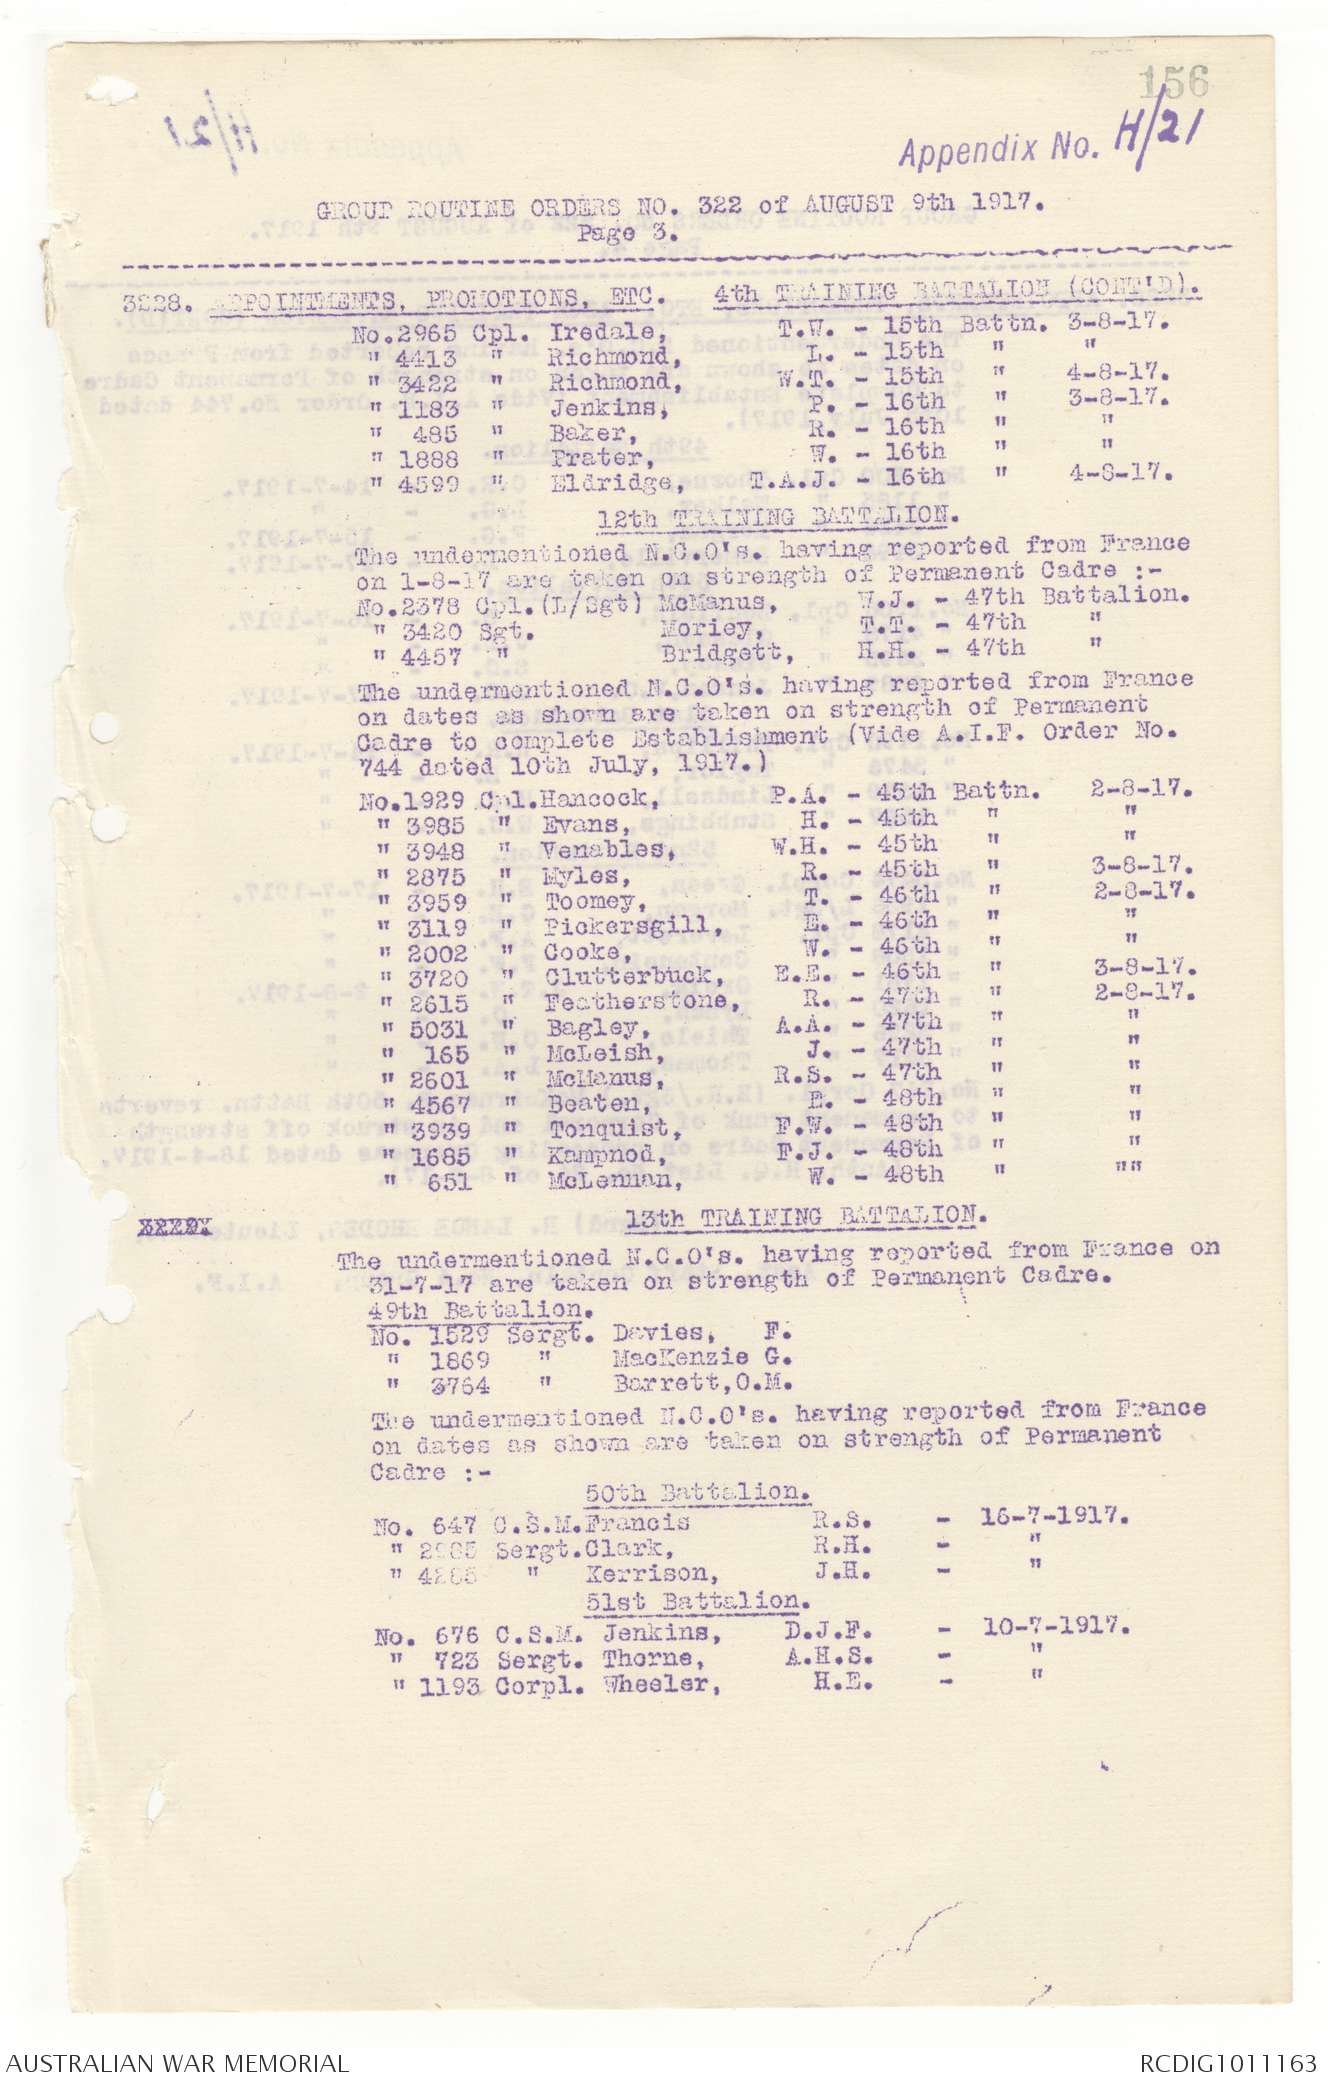 156
Appendix No. H/21
GROUP ROUTINE ORDERS NO. 322 of AUGUST 9th 1917.
Page 3.
3228. APPOINTMENTS, PROMOTIONS, ETC. 4th TRAINING BATTALION (CONT'D).
No.2965 Cpl. Iredale, T.W. - 15th Battn. 3-8-17.
" 4413 " Richmond, L. - 15th " "
" 3422 " Richmond, W.T. - 15th " 4-8-17.
" 1183 " Jenkins, P. - 16th " 3-8-17.
" 485 " Baker, R. - 16th " "
" 1888 " Prater, W. - 16th " "
" 4599 " Eldridge, T.A.J. - 16th " 4-8-17.
12th TRAINING BATTALION.
The undermentioned N.C.O's. having reported from France
on 1-8-17 are taken on strength of Permanent Cadre :-
No.2378 Cpl.(L/Sgt) McManus, W.J. - 47th Battalion.
" 3420 Sgt. Moriey, T.T. - 47th "
" 4457 " Bridgett, H.H. - 47th "
The undermentioned N.C.O's. having reported from France
on dates as shown are taken on strength of Permanent
Cadre to complete Establishment (Vide A.I.F. Order No.
744 dated 10th July, 1917.)
No.1929 Cpl.Hancock, P.A. - 45th Battn. 2-8-17.
" 3985 " Evans, H. - 45th " "
" 3948 " Venables, W.H. - 45th " "
" 2875 " Myles, R. - 45th " 3-8-17.
" 3959 " Toomey, T. - 46th " 2-8-17.
" 3119 " Pickersgill, E. - 46th " "
" 2002 " Cooke, W. - 46th " "
" 3720 " Clutterbuck, E.E. - 46th " 3-8-17.
" 2615 " Featherstone, R. - 47th " 2-8-17.
" 5031 " Bagley, A.A. - 47th " "
" 165 " McLeish, J. - 47th " "
" 2601 " McManus, R.S. - 47th " "
" 4567 " Beaten, E. - 48th " "
" 3939 " Tonquist, F.W. - 48th " "
" 1685 " Kampnod, F.J. - 48th " "
" 651 " McLennan, W. - 48th " ""
13th TRAINING BATTALION.
The undermentioned N.C.O's. having reported from France on
31-7-17 are taken on strength of Permanent Cadre.
49th Battalion.
No. 1529 Sergt. Davies, F.
" 1869 " MacKenzie G.
" 3764 " Barrett,O.M.
The undermentioned N.C.O's. having reported from France
on dates as shown are taken on strength of Permanent
Cadre :-
50th Battalion.
No. 647 C.S.M.Francis R.S. - 16-7-1917.
" Sergt.Clark, R.H. - "
" " Kerrison, J.H. - "
51st Battalion.
No. 676 C.S.M. Jenkins, D.J.F. - 10-7-1917.
" 723 Sergt. Thorne, A.H.S. - "
" 1193 Corpl. Wheeler, H.E. - "
AUSTRALIAN WAR MEMORIAL RCDIG1011163